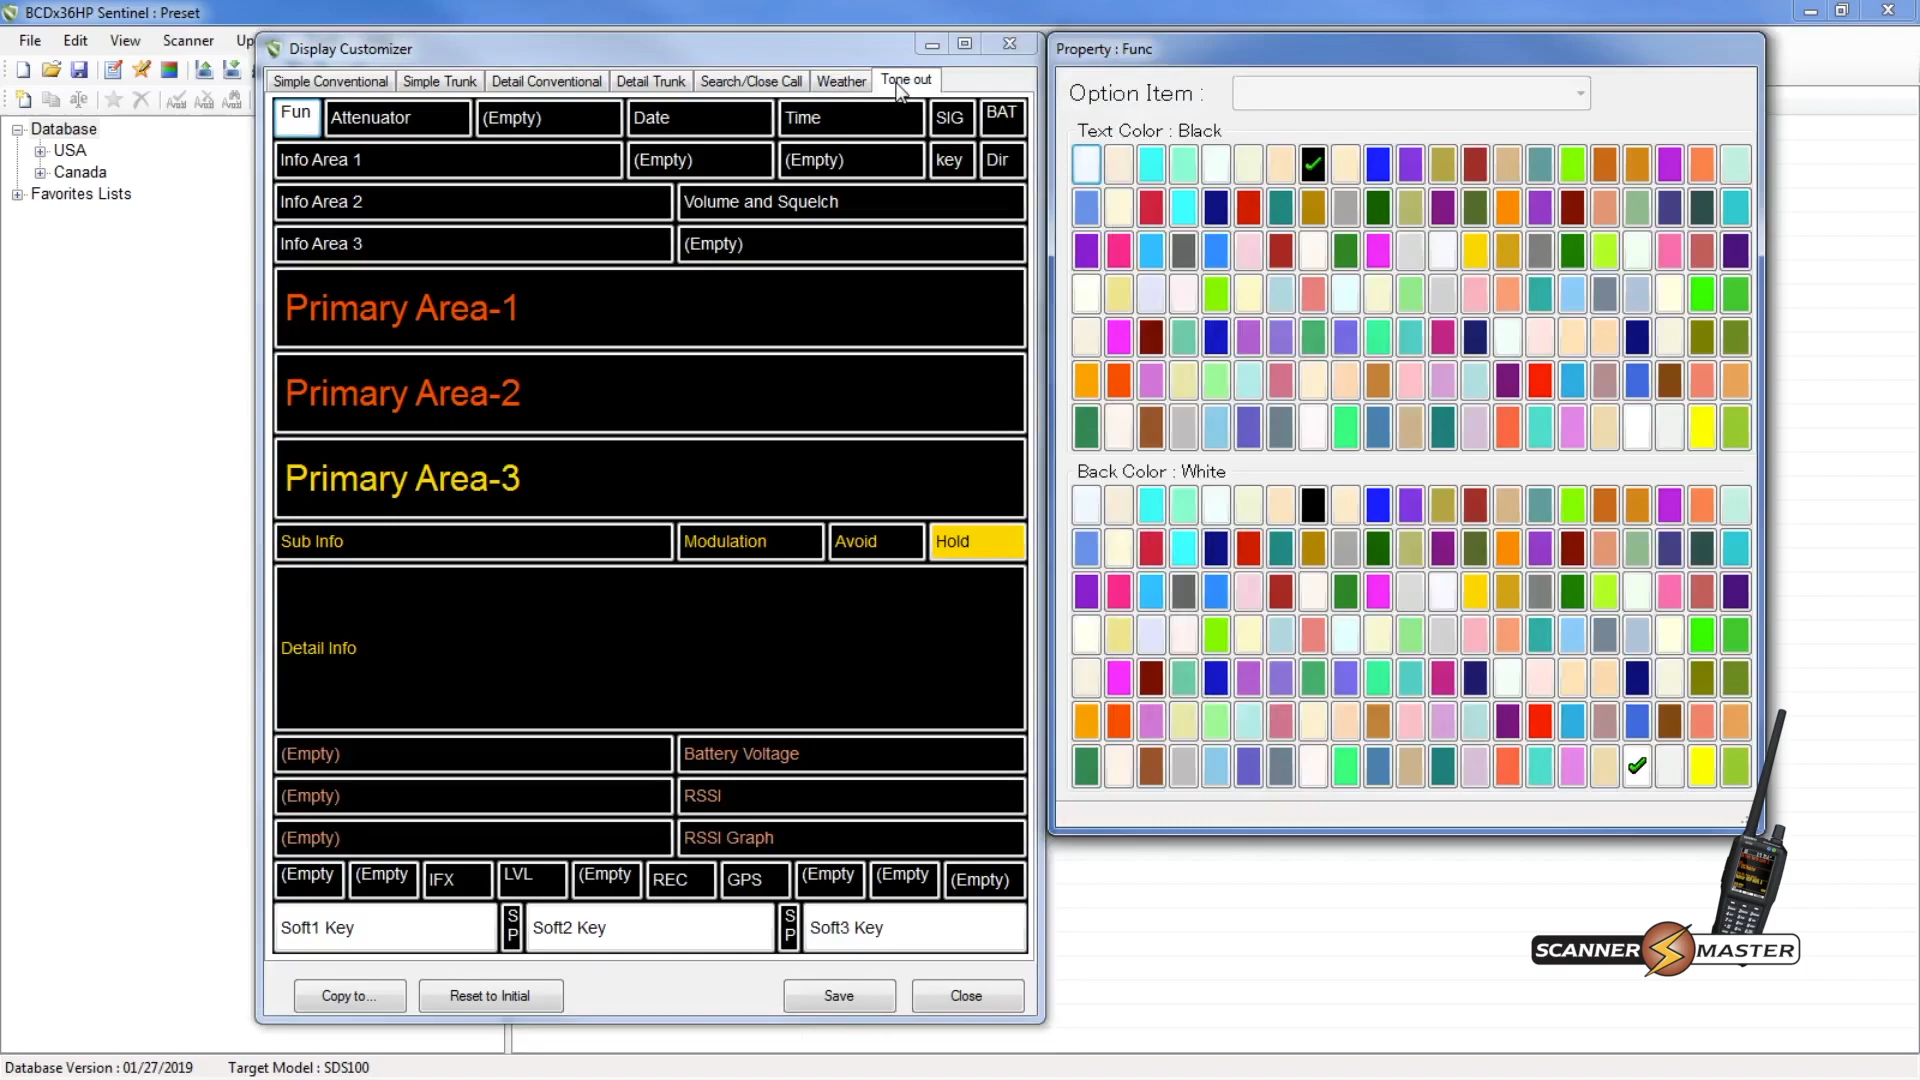 BCDx36HP Sentinel : Preset
File Edit View Scanner Up
Display Customizer
Property : Func
Simple Conventional Simple Trunk Detail Conventional Detail Trunk Search/Close Call Weather Tone out
Option Item :
Fun Attenuator (Empty) Date Time SIG BAT
Text Color : Black
Database
USA
Canada
Favorites Lists
Info Area 1 (Empty) (Empty) key Dir
Info Area 2 Volume and Squelch
Info Area 3 (Empty)
Primary Area-1
Primary Area-2
Primary Area-3
Back Color : White
Sub Info Modulation Avoid Hold
Detail Info
(Empty) Battery Voltage
(Empty) RSSI
(Empty) RSSI Graph
(Empty (Empty IFX LVL (Empty REC GPS (Empty (Empty (Empty)
Soft1 Key S P Soft2 Key S P Soft3 Key
SCANNER MASTER
Copy to... Reset to Initial Save Close
Database Version : 01/27/2019 Target Model : SDS100